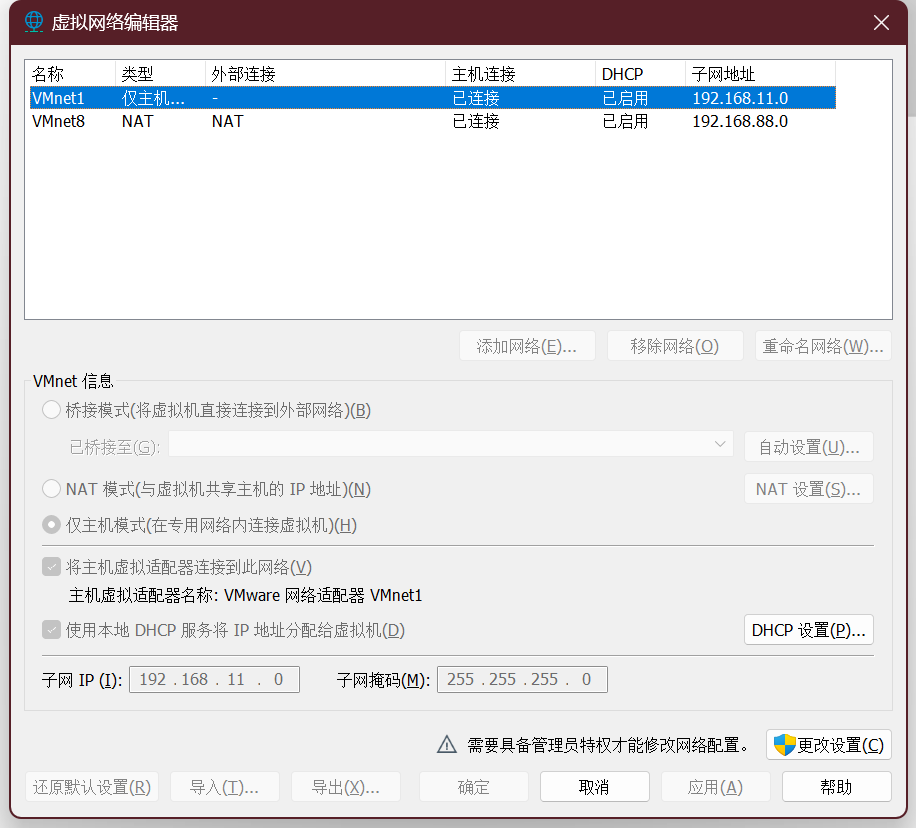 虚拟网络编辑器
名称 类型 外部连接 主机连接 DHCP 子网地址
VMnet1 仅主机... - 已连接 已启用 192.168.11.0
VMnet8 NAT NAT 已连接 已启用 192.168.88.0
添加网络(E)... 移除网络(O) 重命名网络(W)...
VMnet 信息
桥接模式(将虚拟机直接连接到外部网络)(B)
已桥接至(G): 自动设置(U)...
NAT 模式(与虚拟机共享主机的 IP 地址)(N) NAT 设置(S)...
仅主机模式(在专用网络内连接虚拟机)(H)
将主机虚拟适配器连接到此网络(V)
主机虚拟适配器名称: VMware 网络适配器 VMnet1
使用本地 DHCP 服务将 IP 地址分配给虚拟机(D) DHCP 设置(P)...
子网 IP (I): 192 . 168 . 11 . 0 子网掩码(M): 255 . 255 . 255 . 0
需要具备管理员特权才能修改网络配置。 更改设置(C)
还原默认设置(R) 导入(T)... 导出(X)... 确定 取消 应用(A) 帮助